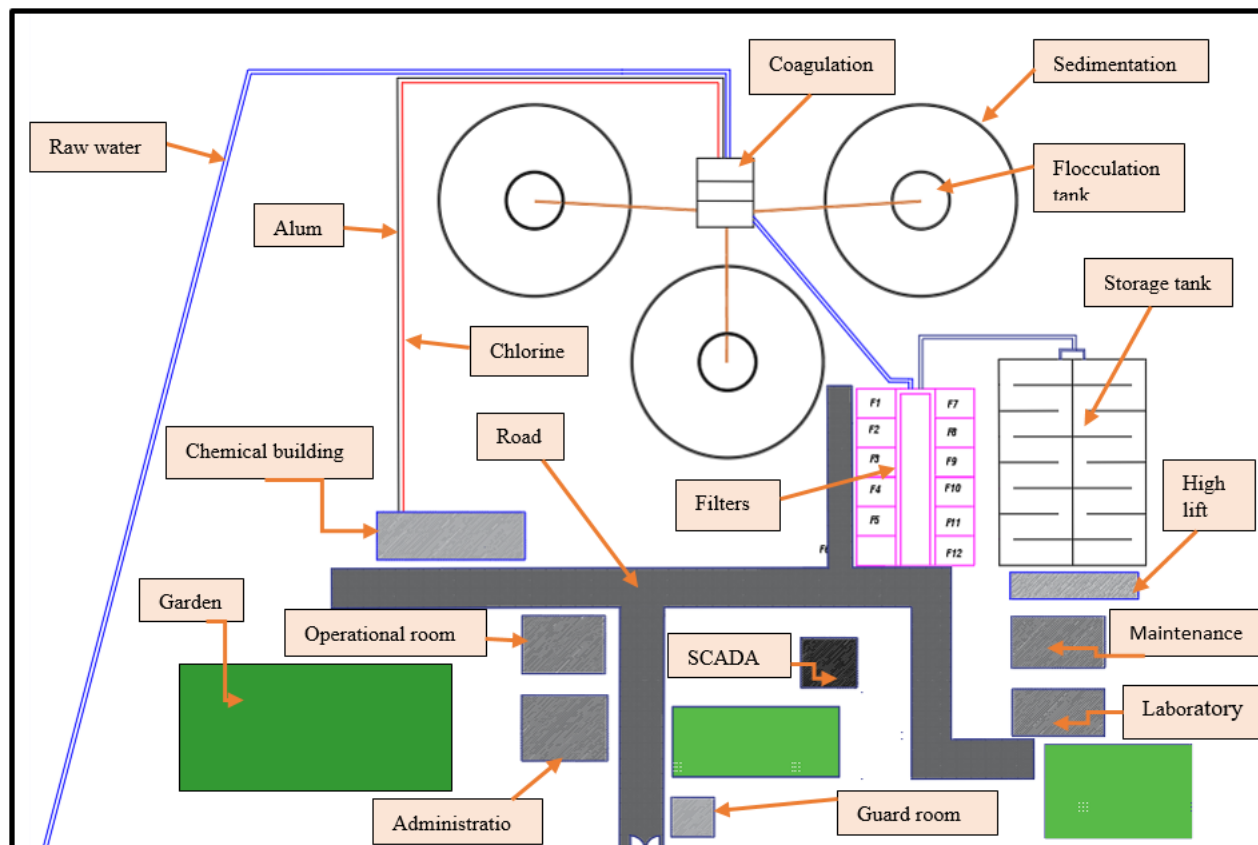 Coagulation
Sedimentation
Raw water
Flocculation
tank
Alum
Storage tank
Chlorine
F1
F7
F2
F8
Road
Chemical building
F3
F9
Filters
High
lift
F4
F10
F5
F11
F6
F12
Garden
Operational room
SCADA
Maintenance
Laboratory
Administratio
Guard room